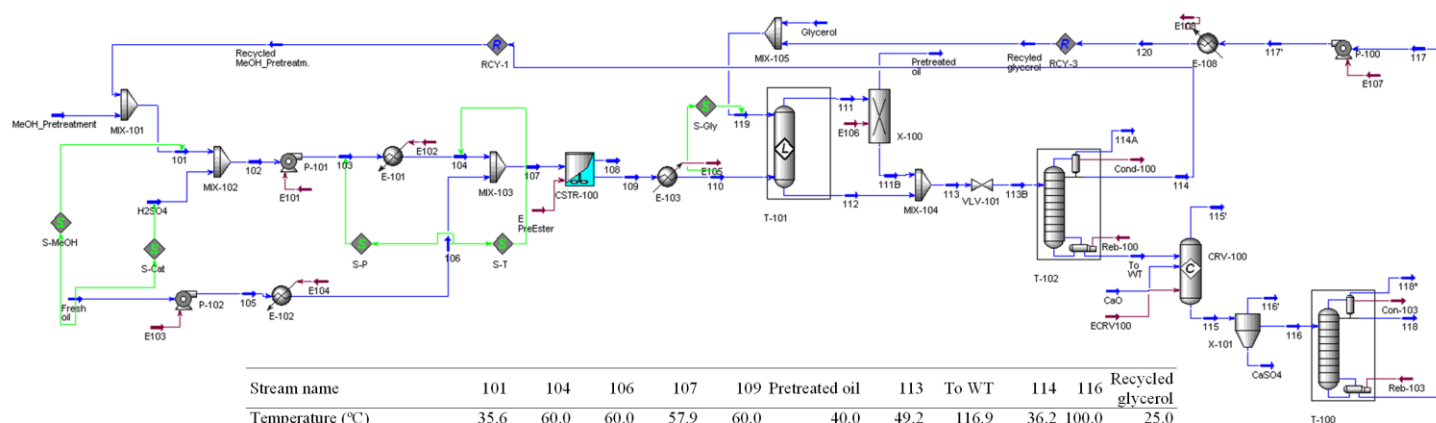 Glycerol
MIX-105
Recycled
MeOH_Pretreatm.
RCY-1
Recyled
glycerol
RCY-3
120
E108
E-108
117'
P-100
E107
117
Pretreated
oil
MeOH_Pretreatment
MIX-101
101
MIX-102
102
P-101
E101
103
E102
E-101
104
MIX-103
107
CSTR-100
108
109
E
PreEster
E105
E-103
110
S-Gly
119
T-101
111
E106
X-100
111B
112
MIX-104
113
VLV-101
113B
114A
Cond-100
114
Reb-100
T-102
To
WT
115'
CRV-100
CaO
ECRV100
115
116'
X-101
CaSO4
116
118*
Con-103
118
Reb-103
T-100
H2SO4
S-MeOH
S-Cat
S-P
S-T
106
Fresh
oil
P-102
E103
105
E104
E-102
Stream name 101 104 106 107 109 Pretreated oil 113 To WT 114 116 Recycled glycerol
Temperature (°C) 35.6 60.0 60.0 57.9 60.0 40.0 49.2 116.9 36.2 100.0 25.0